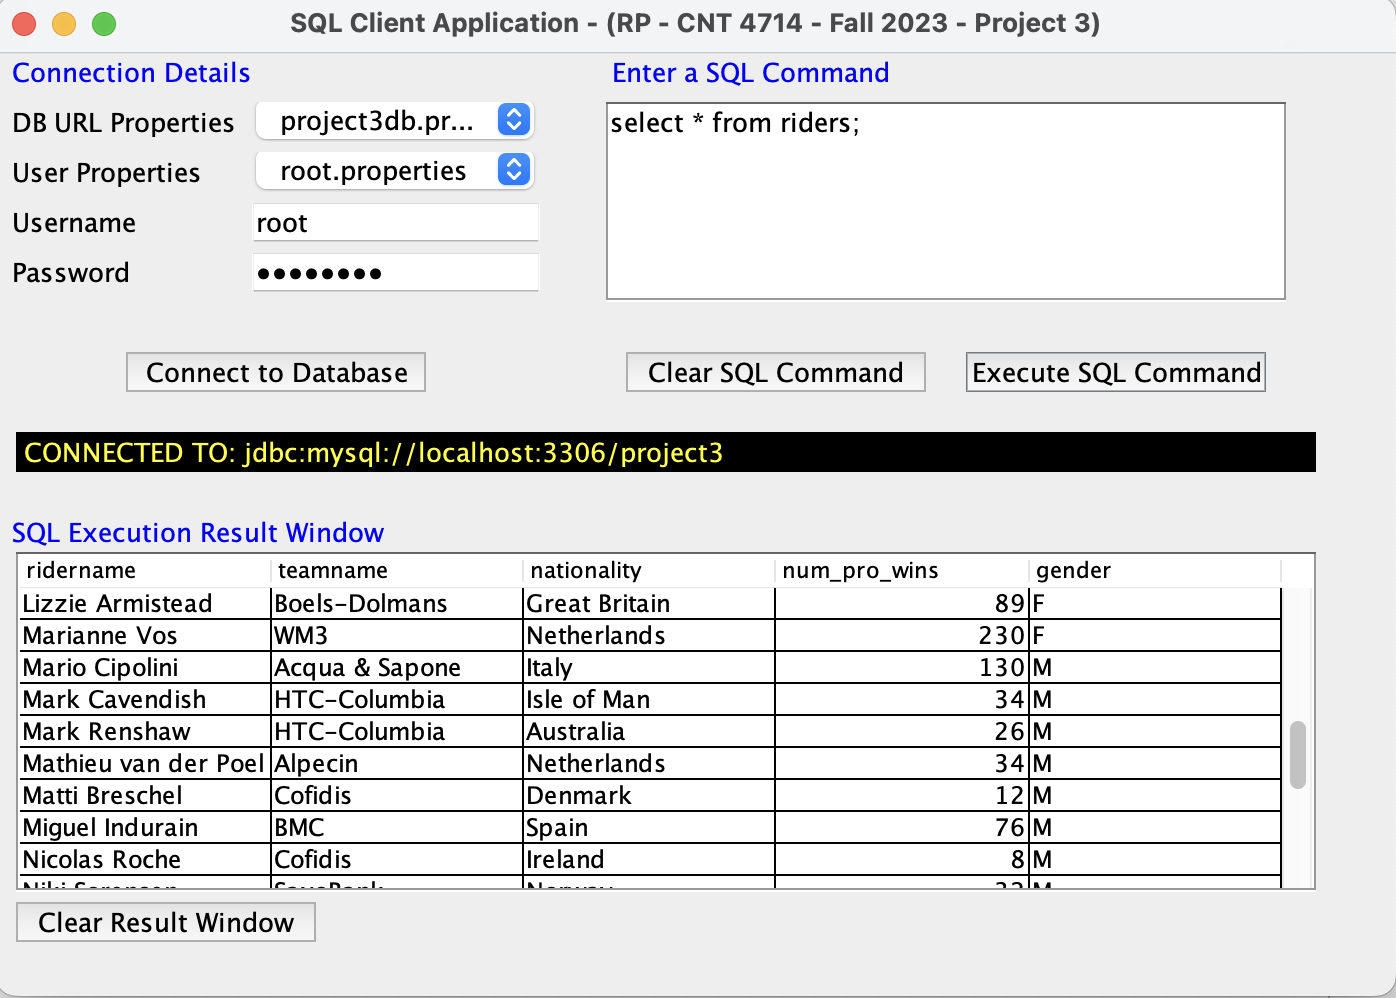 SQL Client Application - (RP - CNT 4714 - Fall 2023 - Project 3)
Connection Details
DB URL Properties project3db.pr...
User Properties root.properties
Username root
Password ••••••••
Enter a SQL Command
select * from riders;
Connect to Database
Clear SQL Command
Execute SQL Command
CONNECTED TO: jdbc:mysql://localhost:3306/project3
SQL Execution Result Window
ridername teamname nationality num_pro_wins gender
Lizzie Armistead Boels-Dolmans Great Britain 89 F
Marianne Vos WM3 Netherlands 230 F
Mario Cipolini Acqua & Sapone Italy 130 M
Mark Cavendish HTC-Columbia Isle of Man 34 M
Mark Renshaw HTC-Columbia Australia 26 M
Mathieu van der Poel Alpecin Netherlands 34 M
Matti Breschel Cofidis Denmark 12 M
Miguel Indurain BMC Spain 76 M
Nicolas Roche Cofidis Ireland 8 M
Clear Result Window